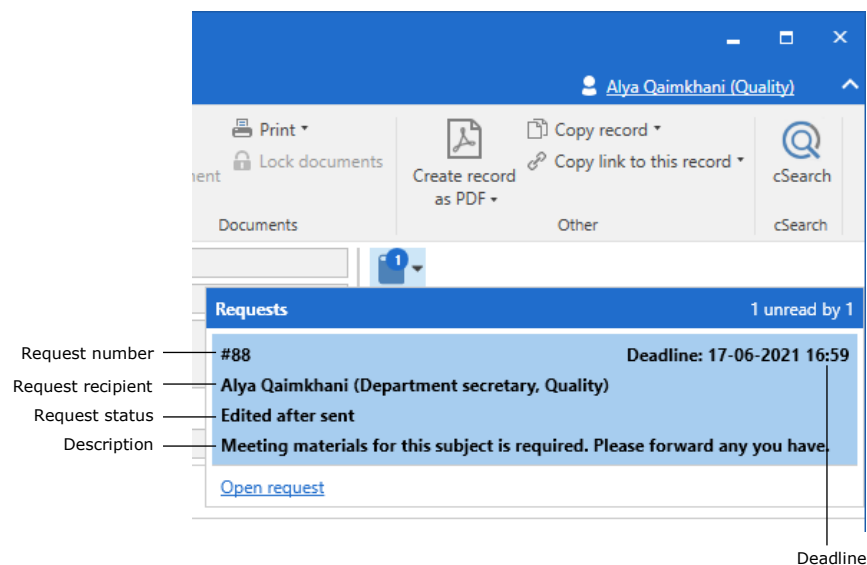 Alya Qaimkhani (Quality)
Print
Lock documents
ment
Documents
Create record
as PDF
Copy record
Copy link to this record
Other
cSearch
cSearch
1
Requests 1 unread by 1
Request number #88 Deadline: 17-06-2021 16:59
Request recipient Alya Qaimkhani (Department secretary, Quality)
Request status Edited after sent
Description Meeting materials for this subject is required. Please forward any you have.
Open request
Deadline